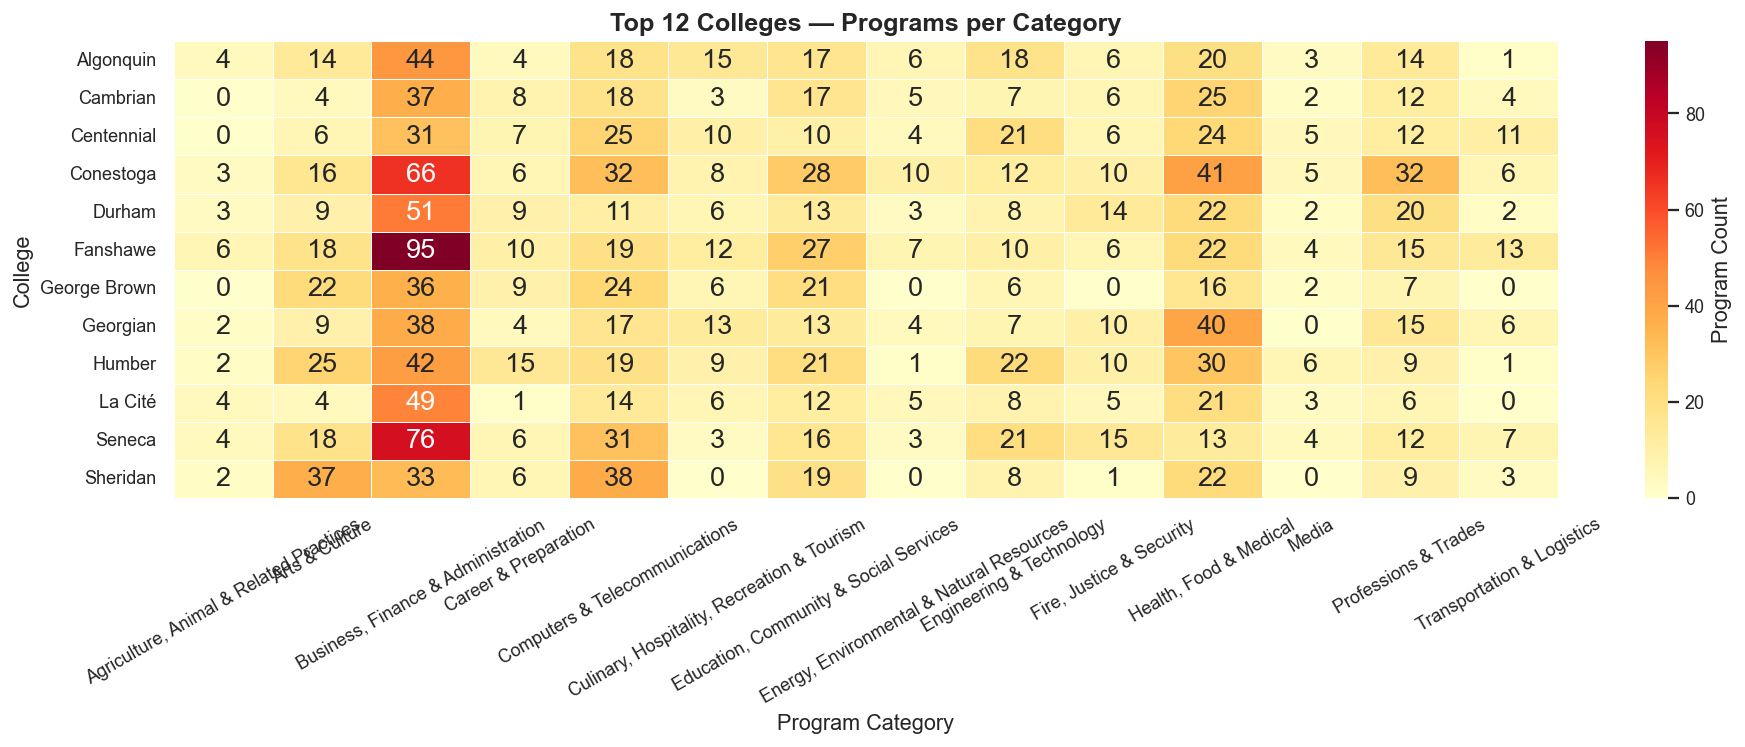 Top 12 Colleges — Programs per Category
College
Algonquin 4 14 44 4 18 15 17 6 18 6 20 3 14 1
Cambrian 0 4 37 8 18 3 17 5 7 6 25 2 12 4
Centennial 0 6 31 7 25 10 10 4 21 6 24 5 12 11
Conestoga 3 16 66 6 32 8 28 10 12 10 41 5 32 6
Durham 3 9 51 9 11 6 13 3 8 14 22 2 20 2
Fanshawe 6 18 95 10 19 12 27 7 10 6 22 4 15 13
George Brown 0 22 36 9 24 6 21 0 6 0 16 2 7 0
Georgian 2 9 38 4 17 13 13 4 7 10 40 0 15 6
Humber 2 25 42 15 19 9 21 1 22 10 30 6 9 1
La Cité 4 4 49 1 14 6 12 5 8 5 21 3 6 0
Seneca 4 18 76 6 31 3 16 3 21 15 13 4 12 7
Sheridan 2 37 33 6 38 0 19 0 8 1 22 0 9 3
Agriculture, Animal & Related Practices
Arts & Culture
Business, Finance & Administration
Career & Preparation
Computers & Telecommunications
Culinary, Hospitality, Recreation & Tourism
Education, Community & Social Services
Energy, Environmental & Natural Resources
Engineering & Technology
Fire, Justice & Security
Health, Food & Medical
Media
Professions & Trades
Transportation & Logistics
Program Category
80
60
40
20
0
Program Count